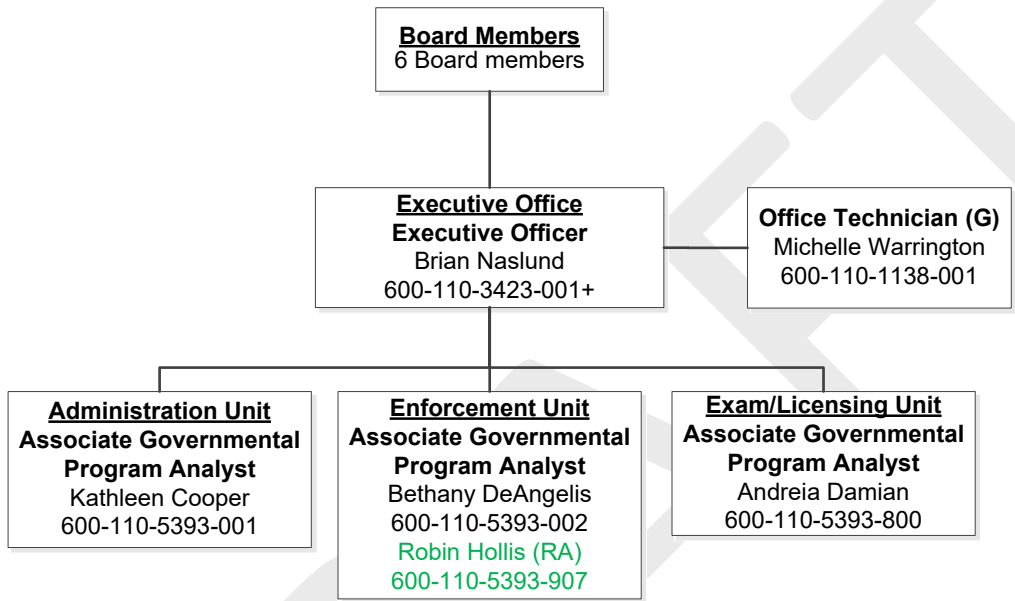 Board Members
6 Board members
Executive Office
Executive Officer
Brian Naslund
600-110-3423-001+
Office Technician (G)
Michelle Warrington
600-110-1138-001
Administration Unit
Associate Governmental
Program Analyst
Kathleen Cooper
600-110-5393-001
Enforcement Unit
Associate Governmental
Program Analyst
Bethany DeAngelis
600-110-5393-002
Robin Hollis (RA)
600-110-5393-907
Exam/Licensing Unit
Associate Governmental
Program Analyst
Andreia Damian
600-110-5393-800